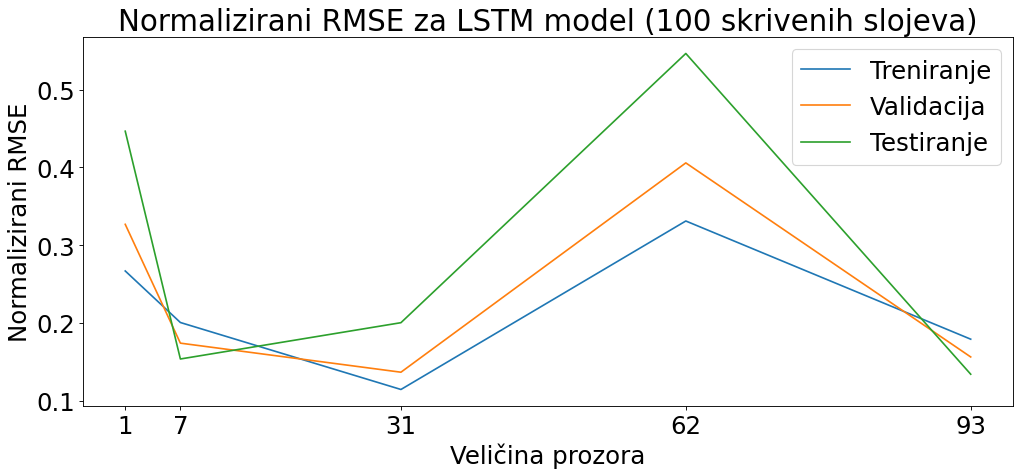 Normalizirani RMSE za LSTM model (100 skrivenih slojeva)
Treniranje
Validacija
Testiranje
Normalizirani RMSE
0.5
0.4
0.3
0.2
0.1
1 7 31 62 93
Veličina prozora